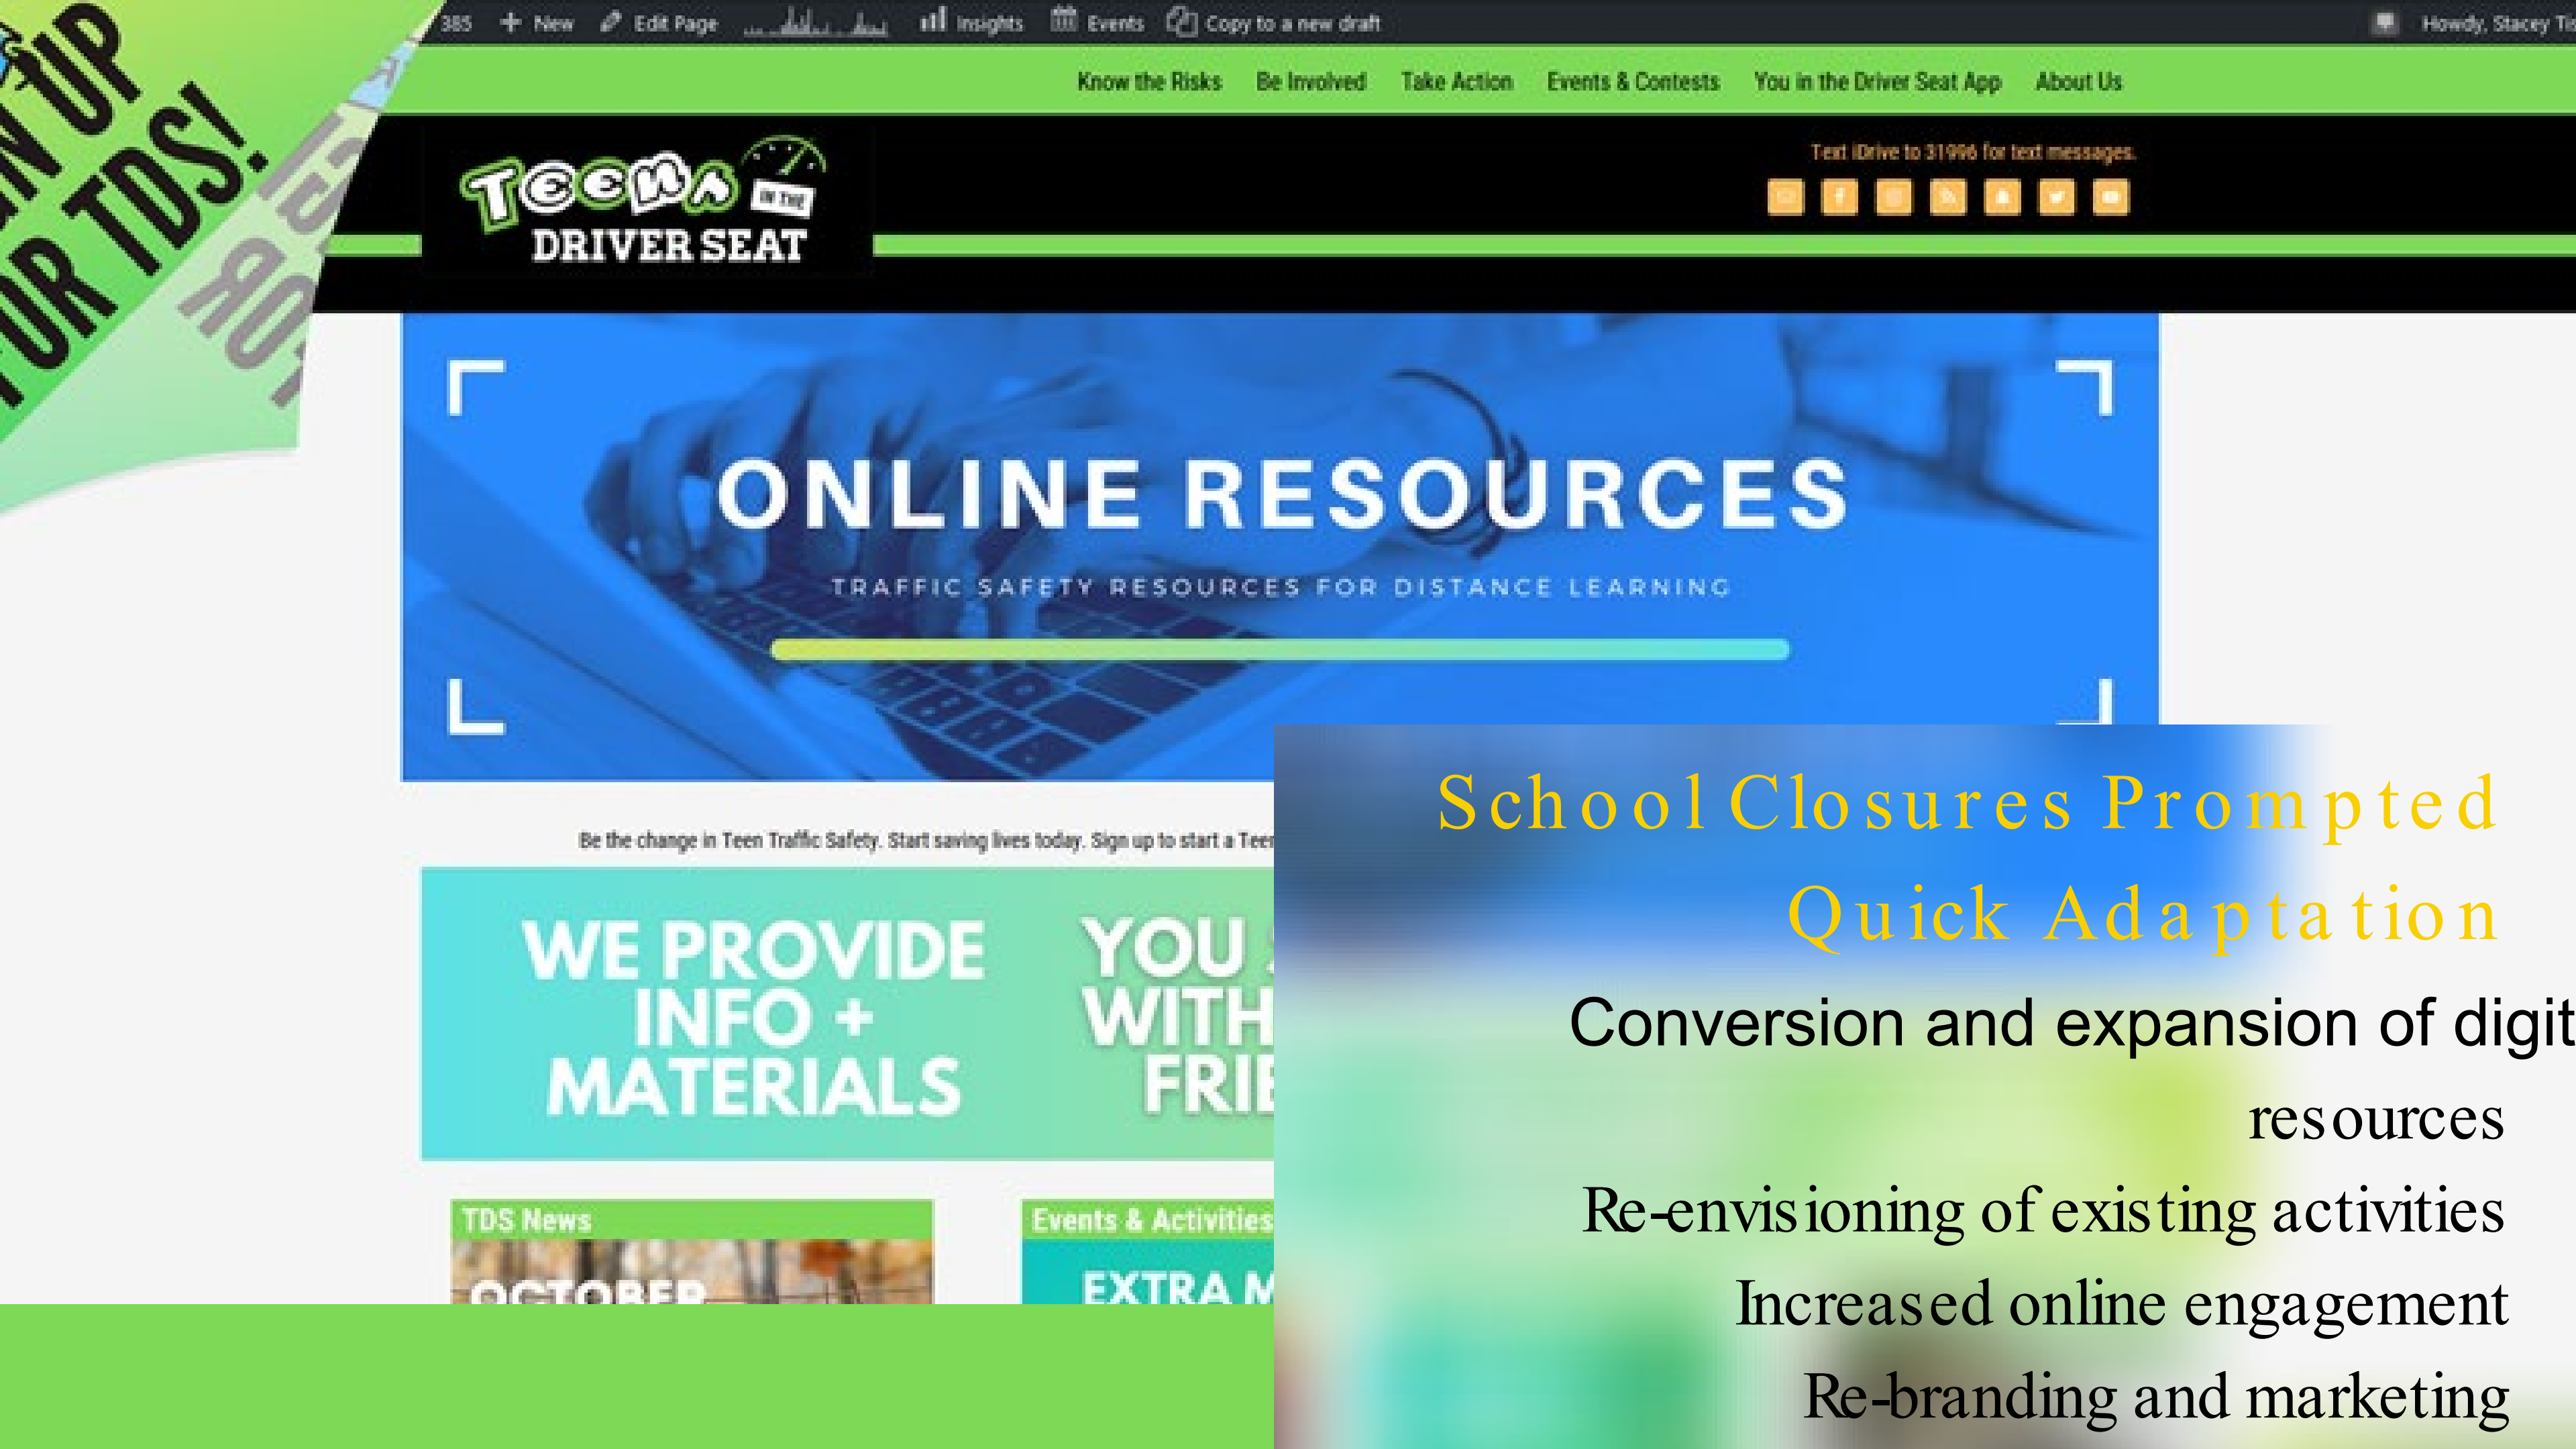 385 New Edit Page Insights Events Copy to a new draft Howdy, Stacey
Know the Risks Be Involved Take Action Events & Contests You in the Driver Seat App About Us
UP
FOR TDS!
Text iDrive to 31996 for text messages.
TEENS
IN THE
DRIVER SEAT
ONLINE RESOURCES
TRAFFIC SAFETY RESOURCES FOR DISTANCE LEARNING
Be the change in Teen Traffic Safety. Start saving lives today. Sign up to start a
WE PROVIDE
INFO +
MATERIALS
YOU
WITH
TDS News
OCTOBER
Events & Activities
EXTRA
School Closures Prompted
Quick Adaptation
Conversion and expansion of digit
resources
Re-envisioning of existing activities
Increased online engagement
Re-branding and marketing